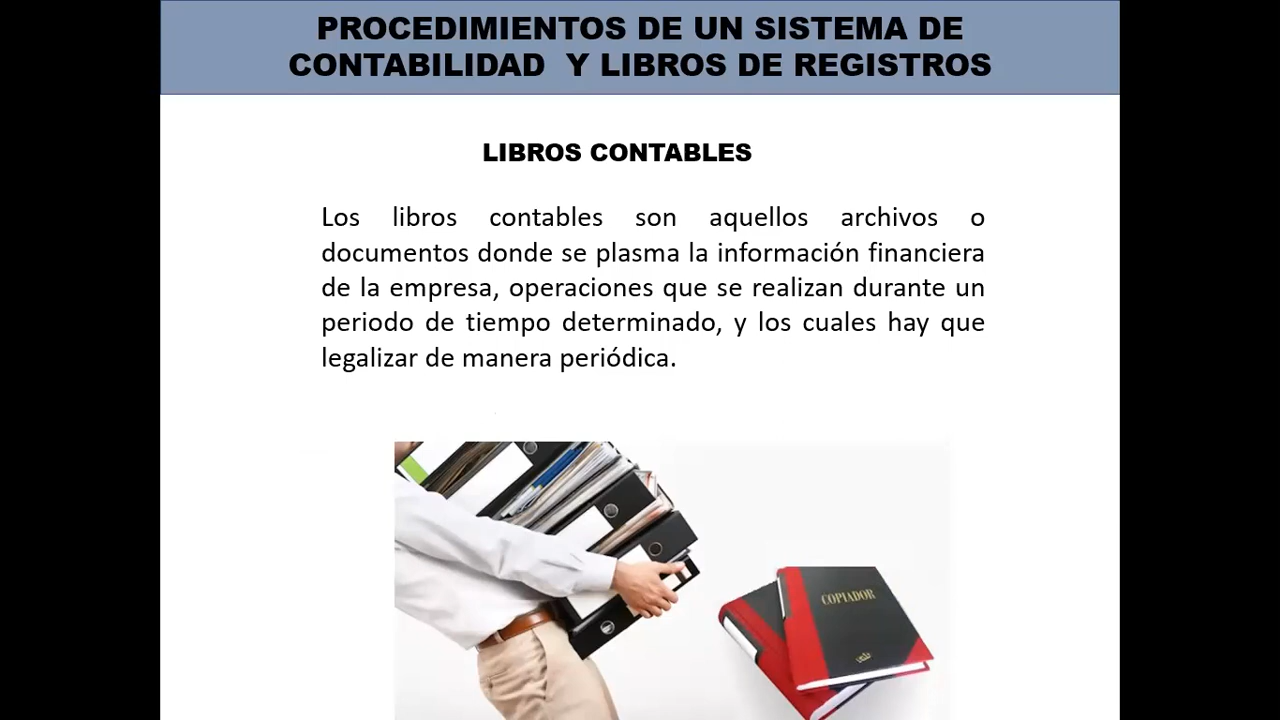 PROCEDIMIENTOS DE UN SISTEMA DE
CONTABILIDAD Y LIBROS DE REGISTROS
LIBROS CONTABLES
Los libros contables son aquellos archivos o
documentos donde se plasma la información financiera
de la empresa, operaciones que se realizan durante un
periodo de tiempo determinado, y los cuales hay que
legalizar de manera periódica.
COPIADOR